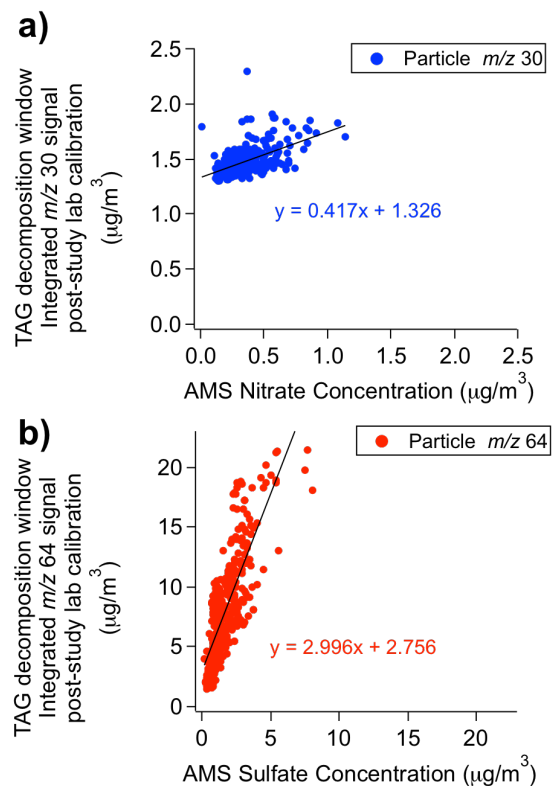 a)
Particle m/z 30
TAG decomposition window
Integrated m/z 30 signal
post-study lab calibration
(µg/m³)
2.5
2.0
1.5
1.0
0.5
0.0
y = 0.417x + 1.326
0.0 0.5 1.0 1.5 2.0 2.5
AMS Nitrate Concentration (µg/m³)
b)
Particle m/z 64
TAG decomposition window
Integrated m/z 64 signal
post-study lab calibration
(µg/m³)
20
15
10
5
0
y = 2.996x + 2.756
0 5 10 15 20
AMS Sulfate Concentration (µg/m³)